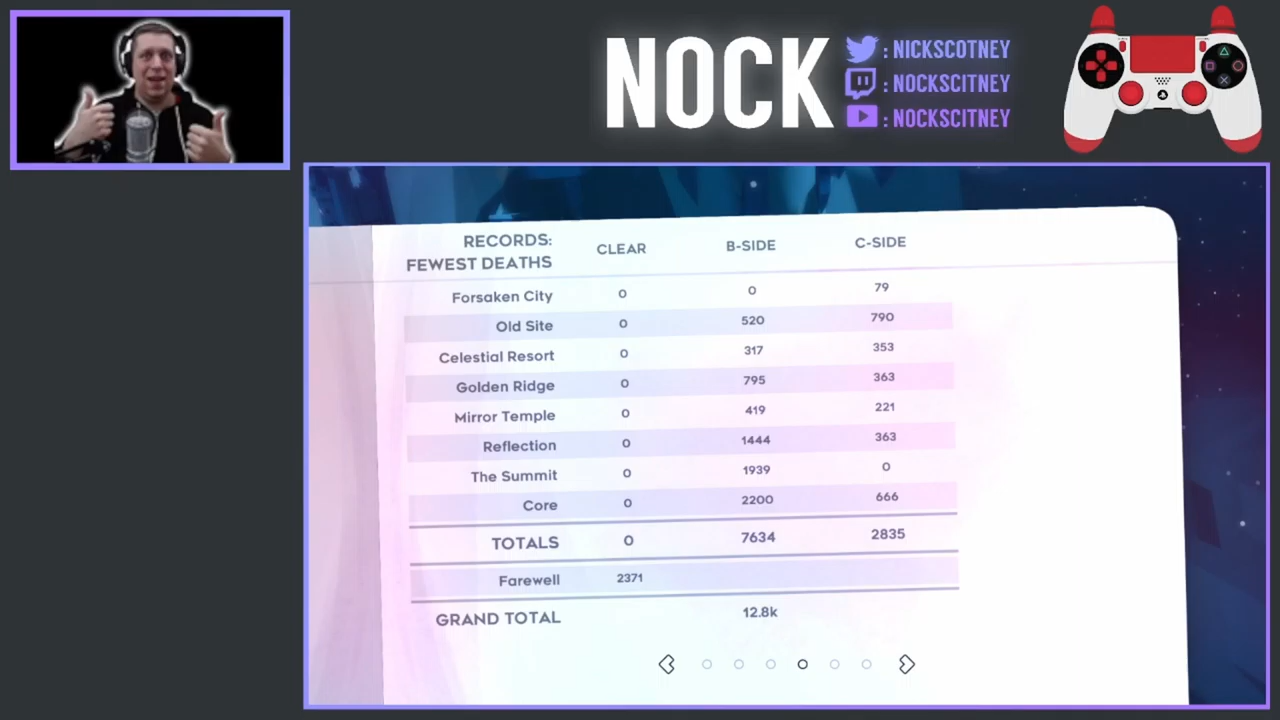 NOCK
: NICKSCOTNEY
: NOCKSCITNEY
: NOCKSCITNEY
RECORDS: FEWEST DEATHS CLEAR B-SIDE C-SIDE
Forsaken City 0 0 79
Old Site 0 520 790
Celestial Resort 0 317 353
Golden Ridge 0 795 363
Mirror Temple 0 419 221
Reflection 0 1444 363
The Summit 0 1939 0
Core 0 2200 666
TOTALS 0 7634 2835
Farewell 2371
GRAND TOTAL 12.8k